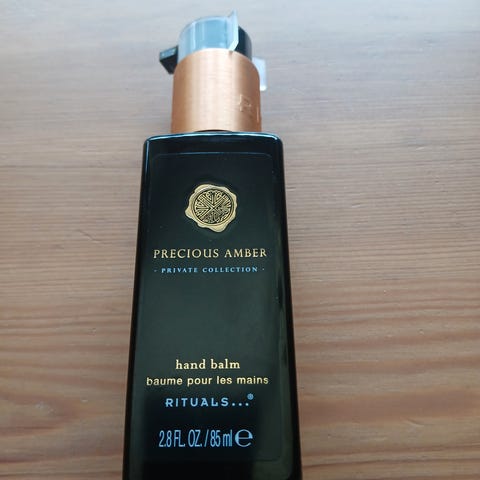 PRECIOUS AMBER
· PRIVATE COLLECTION ·
hand balm
baume pour les mains
RITUALS...®
2.8 FL. OZ. / 85 ml ℮